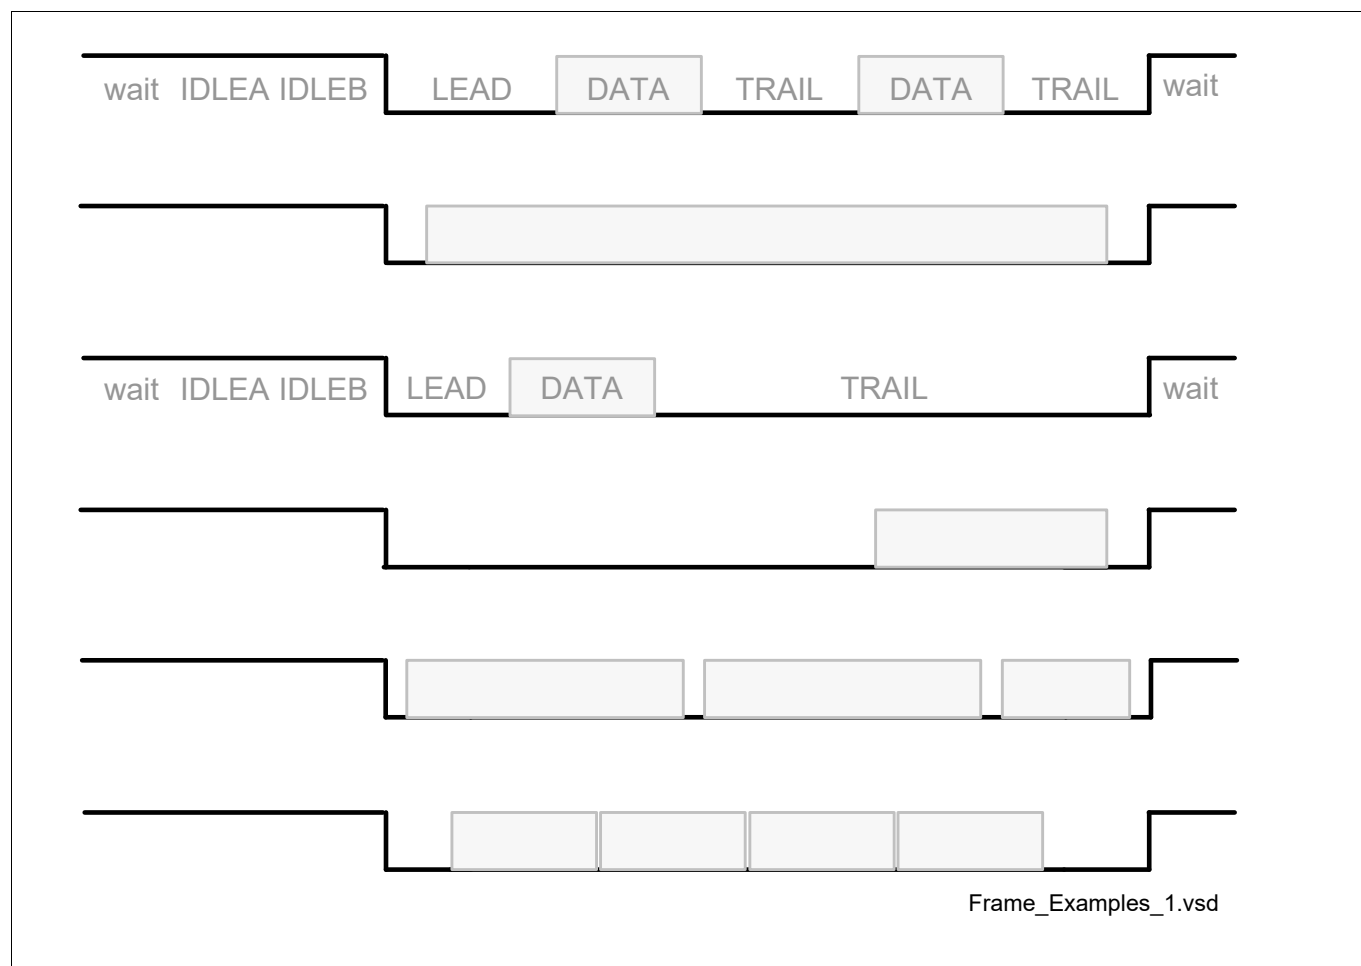 wait IDLEA IDLEB LEAD DATA TRAIL DATA TRAIL wait
wait IDLEA IDLEB LEAD DATA TRAIL wait
Frame_Examples_1.vsd